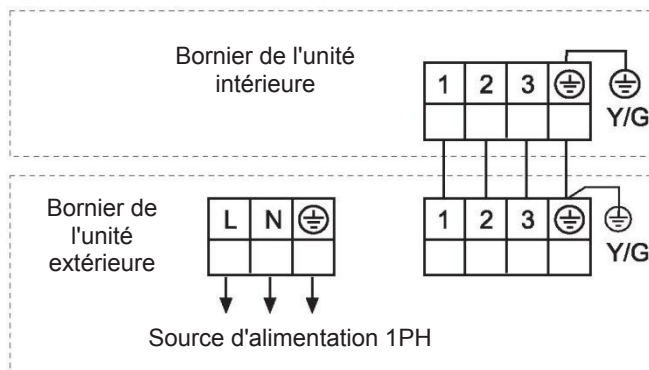 Bornier de l'unité
intérieure
1 2 3
Y/G
Bornier de
l'unité
extérieure
L N
1 2 3
Y/G
Source d'alimentation 1PH